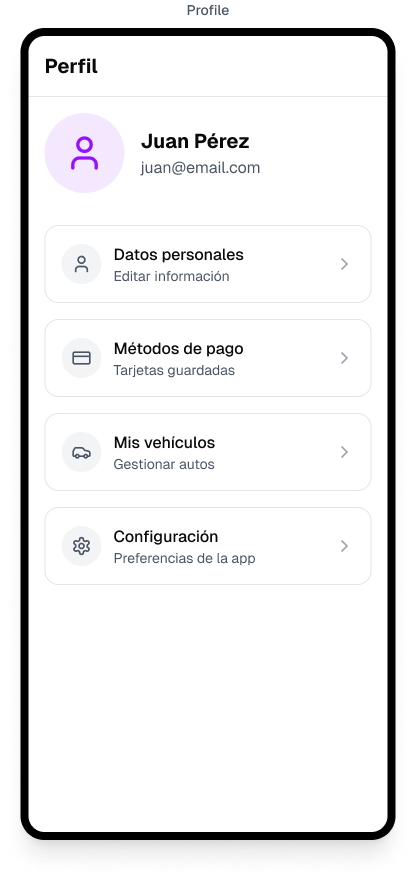 Profile
Perfil
Juan Pérez
juan@email.com
Datos personales
Editar información
Métodos de pago
Tarjetas guardadas
Mis vehículos
Gestionar autos
Configuración
Preferencias de la app